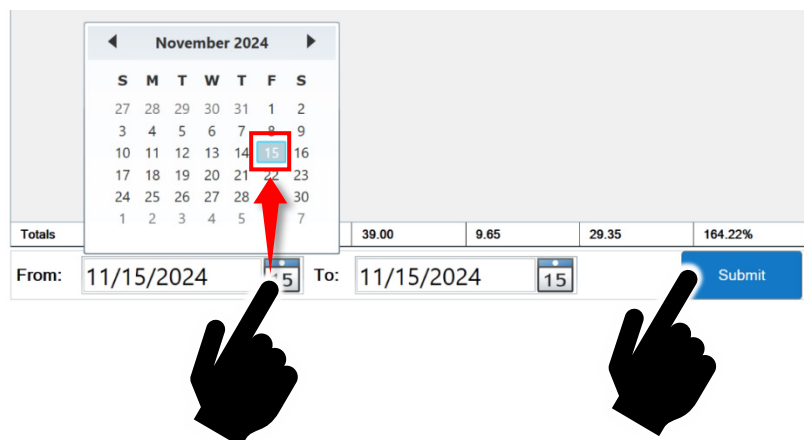 November 2024
S M T W T F S
27 28 29 30 31 1 2
3 4 5 6 7 8 9
10 11 12 13 14 15 16
17 18 19 20 21 22 23
24 25 26 27 28 30
1 2 3 4 5 7
Totals 39.00 9.65 29.35 164.22%
From: 11/15/2024 15 To: 11/15/2024 15 Submit